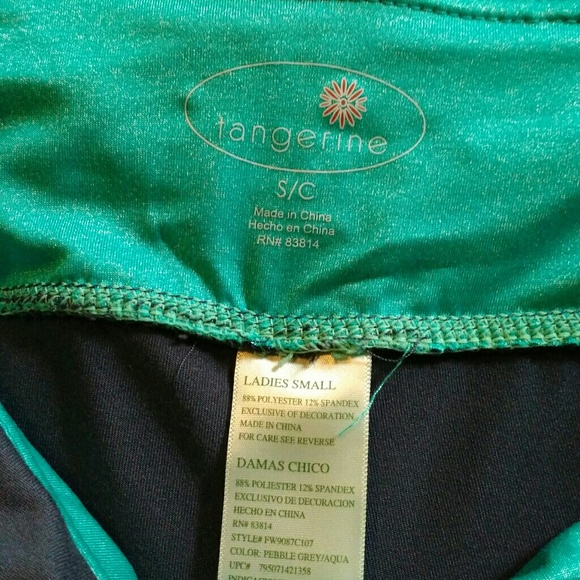 tangerine
S/C
Made in China
Hecho en China
RN# 83814
LADIES SMALL
88% POLYESTER 12% SPANDEX
EXCLUSIVE OF DECORATION
MADE IN CHINA
FOR CARE SEE REVERSE
DAMAS CHICO
88% POLIESTER 12% SPANDEX
EXCLUSIVO DE DECORACION
HECHO EN CHINA
RN# 83814
STYLE# FW9087C107
COLOR: PEBBLE GREY/AQUA
UPC# 795071421358